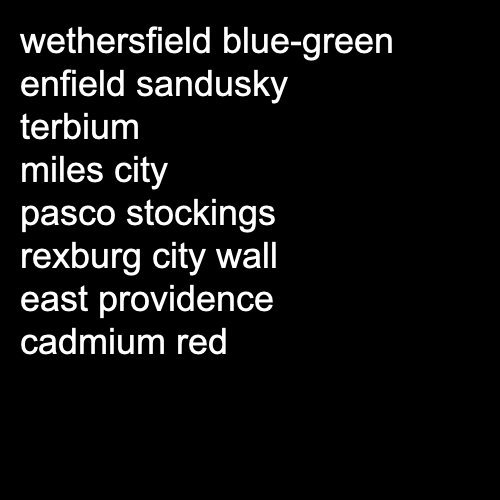 wethersfield blue-green
enfield sandusky
terbium
miles city
pasco stockings
rexburg city wall
east providence
cadmium red